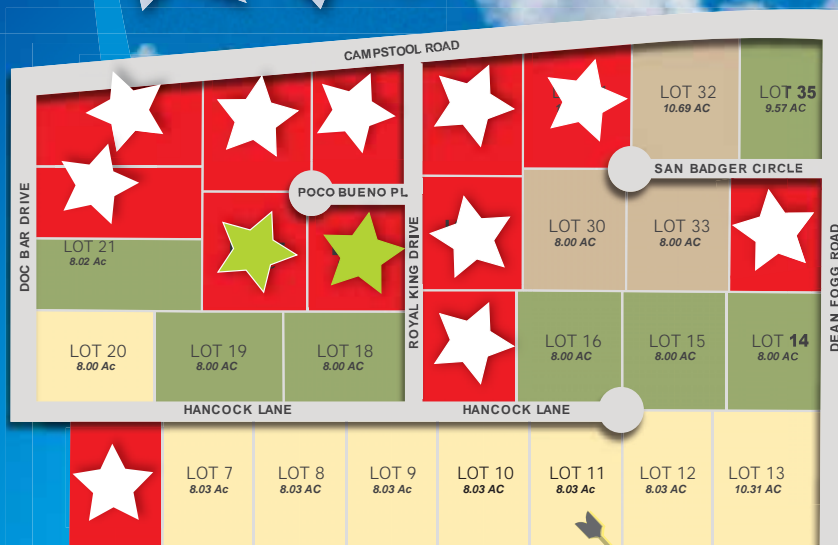 CAMPSTOOL ROAD
LOT 32
10.69 AC
LOT 35
9.57 AC
SAN BADGER CIRCLE
POCO BUENO PL
DOC BAR DRIVE
ROYAL KING DRIVE
DEAN FOGG ROAD
LOT 21
8.02 Ac
LOT 30
8.00 AC
LOT 33
8.00 AC
LOT 20
8.00 Ac
LOT 19
8.00 AC
LOT 18
8.00 AC
LOT 16
8.00 AC
LOT 15
8.00 AC
LOT 14
8.00 AC
HANCOCK LANE
HANCOCK LANE
LOT 7
8.03 Ac
LOT 8
8.03 AC
LOT 9
8.03 Ac
LOT 10
8.03 AC
LOT 11
8.03 Ac
LOT 12
8.03 AC
LOT 13
10.31 AC